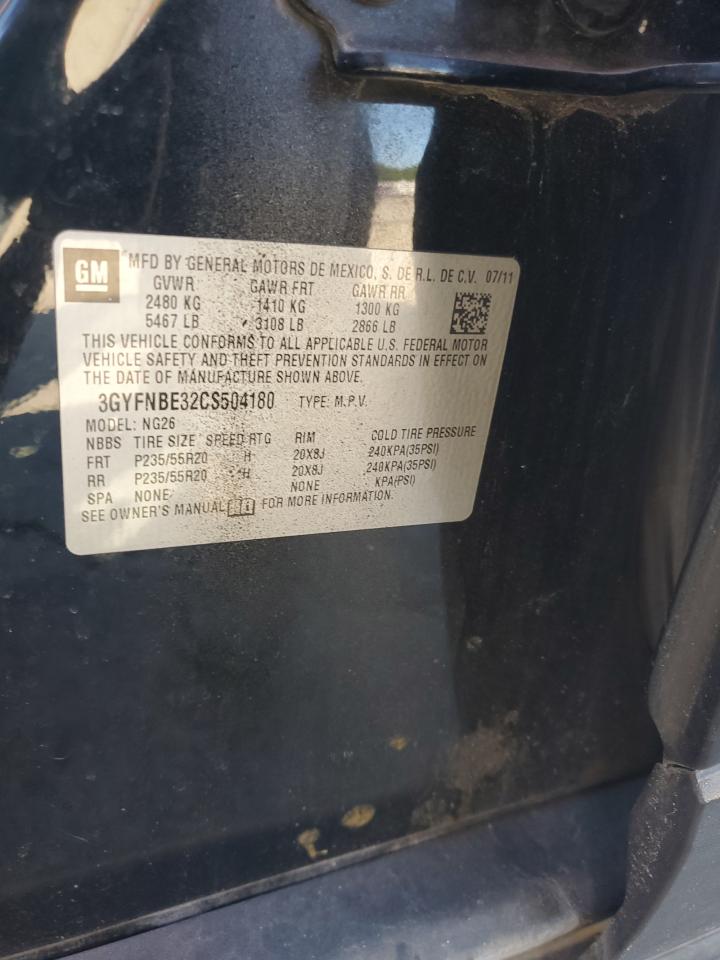 GM
MFD BY GENERAL MOTORS DE MEXICO, S. DE R.L. DE C.V. 07/11
GVWR GAWR FRT GAWR RR
2480 KG 1410 KG 1300 KG
5467 LB 3108 LB 2866 LB
THIS VEHICLE CONFORMS TO ALL APPLICABLE U.S. FEDERAL MOTOR
VEHICLE SAFETY AND THEFT PREVENTION STANDARDS IN EFFECT ON
THE DATE OF MANUFACTURE SHOWN ABOVE.
3GYFNBE32CS504180 TYPE: M.P.V.
MODEL: NG26
NBBS TIRE SIZE SPEED RTG RIM COLD TIRE PRESSURE
FRT P235/55R20 H 20X8J 240KPA(35PSI)
RR P235/55R20 H 20X8J 240KPA(35PSI)
SPA NONE NONE KPA(PSI)
SEE OWNER'S MANUAL FOR MORE INFORMATION.